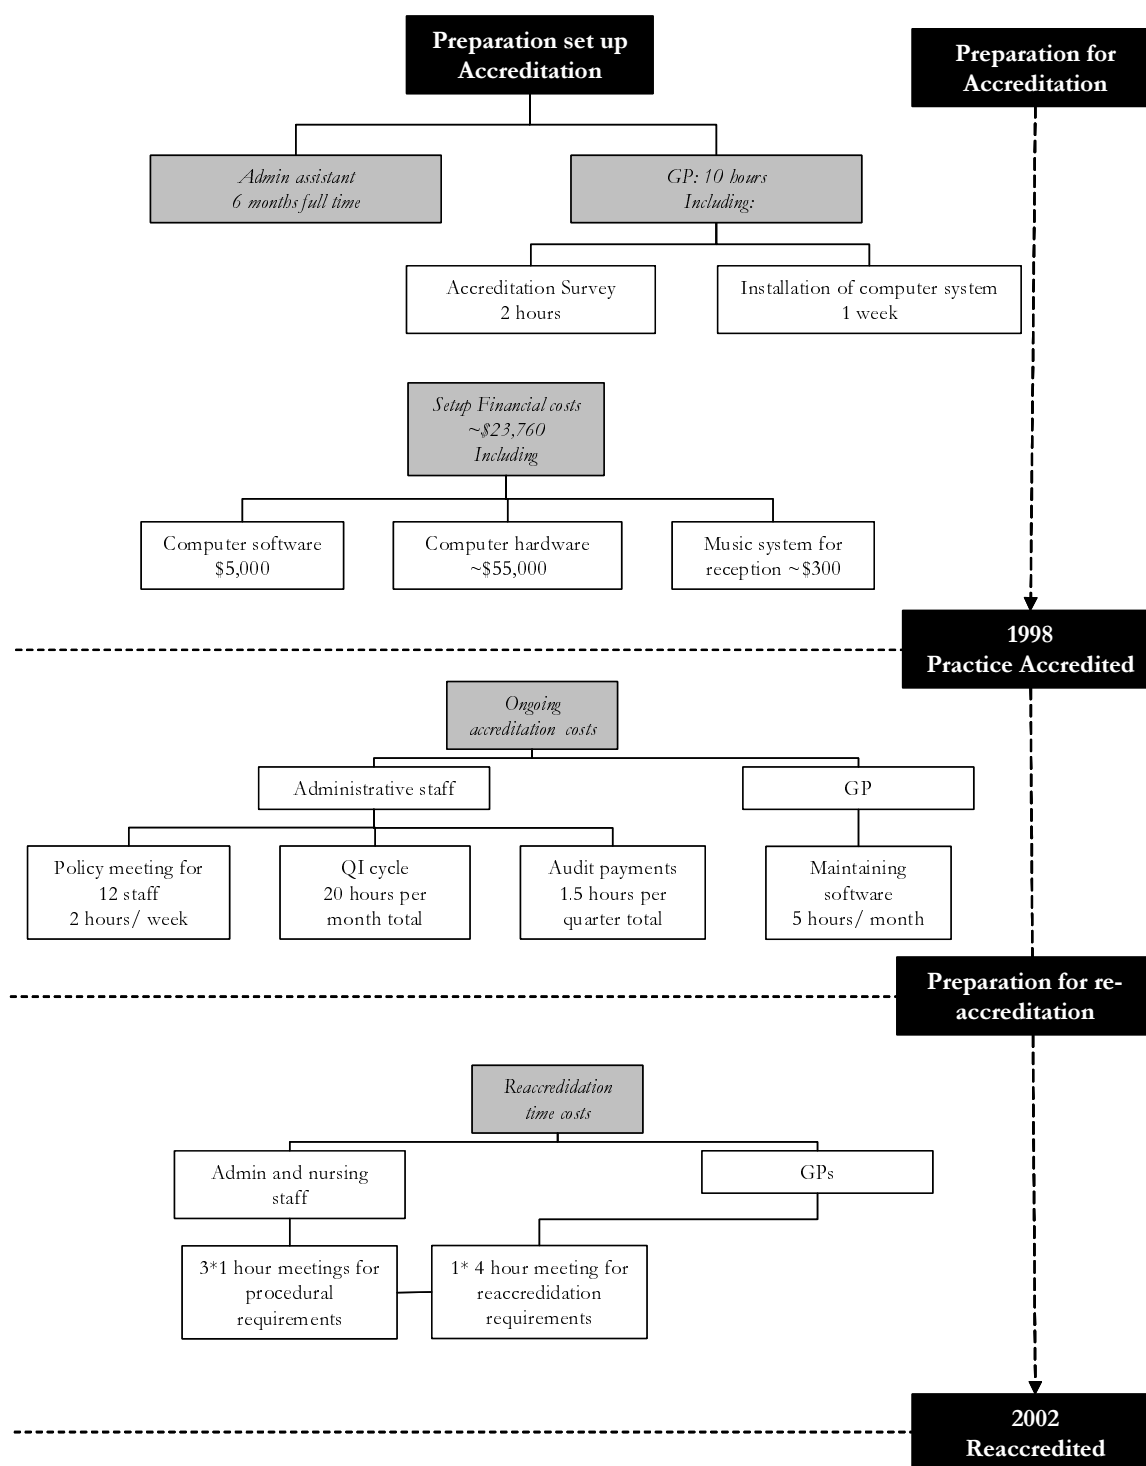 Preparation set up
Accreditation
Preparation for
Accreditation
Admin assistant
6 months full time
GP: 10 hours
Including:
Accreditation Survey
2 hours
Installation of computer system
1 week
Setup Financial costs
~$23,760
Including
Computer software
$5,000
Computer hardware
~$55,000
Music system for
reception ~$300
1998
Practice Accredited
Ongoing
accreditation costs
Administrative staff
GP
Policy meeting for
12 staff
2 hours/ week
QI cycle
20 hours per
month total
Audit payments
1.5 hours per
quarter total
Maintaining
software
5 hours/ month
Preparation for re-
accreditation
Reaccredidation
time costs
Admin and nursing
staff
GPs
3*1 hour meetings for
procedural
requirements
1* 4 hour meeting for
reaccredidation
requirements
2002
Reaccredited